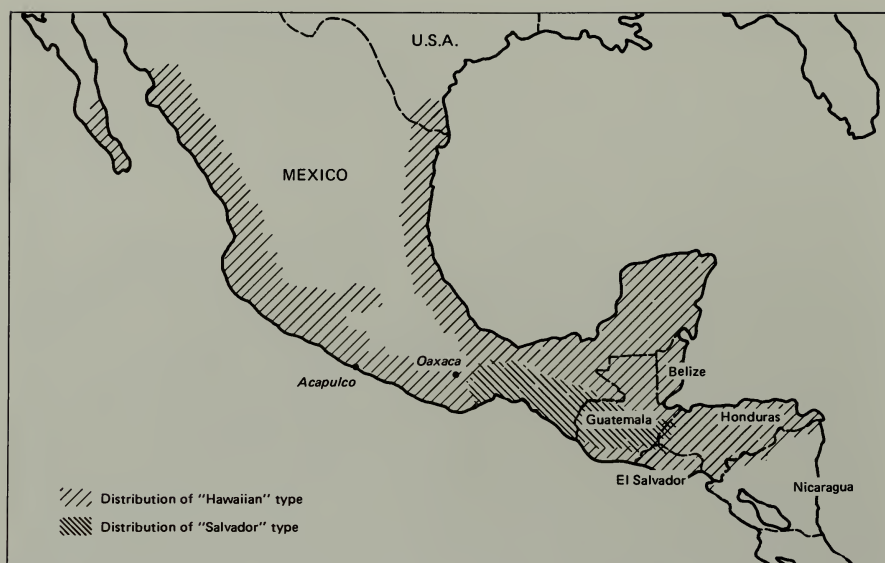 U.S.A.
MEXICO
Oaxaca
Acapulco
Belize
Guatemala
Honduras
El Salvador
Nicaragua
Distribution of "Hawaiian" type
Distribution of "Salvador" type